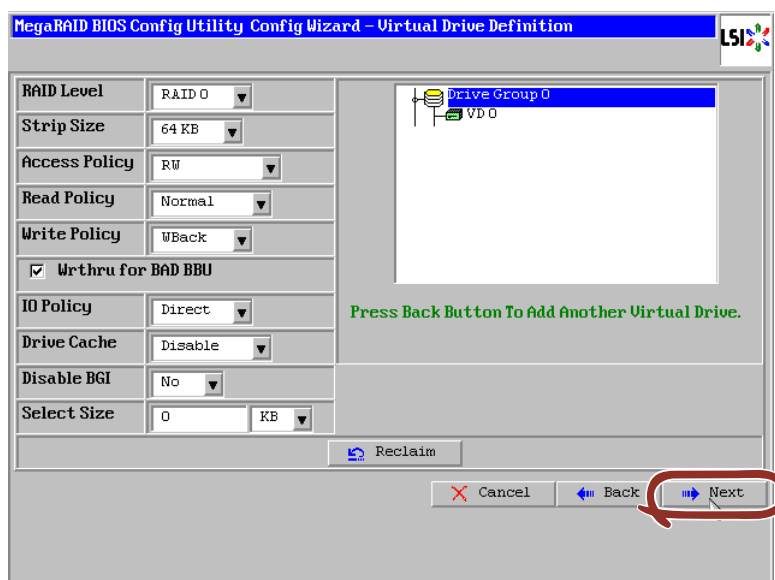 MegaRAID BIOS Config Utility Config Wizard – Virtual Drive Definition
LSI
RAID Level
RAID 0
Strip Size
64 KB
Access Policy
RW
Read Policy
Normal
Write Policy
WBack
Wrthru for BAD BBU
IO Policy
Direct
Drive Cache
Disable
Disable BGI
No
Select Size
0
KB
Drive Group 0
VD 0
Press Back Button To Add Another Virtual Drive.
Reclaim
Cancel
Back
Next